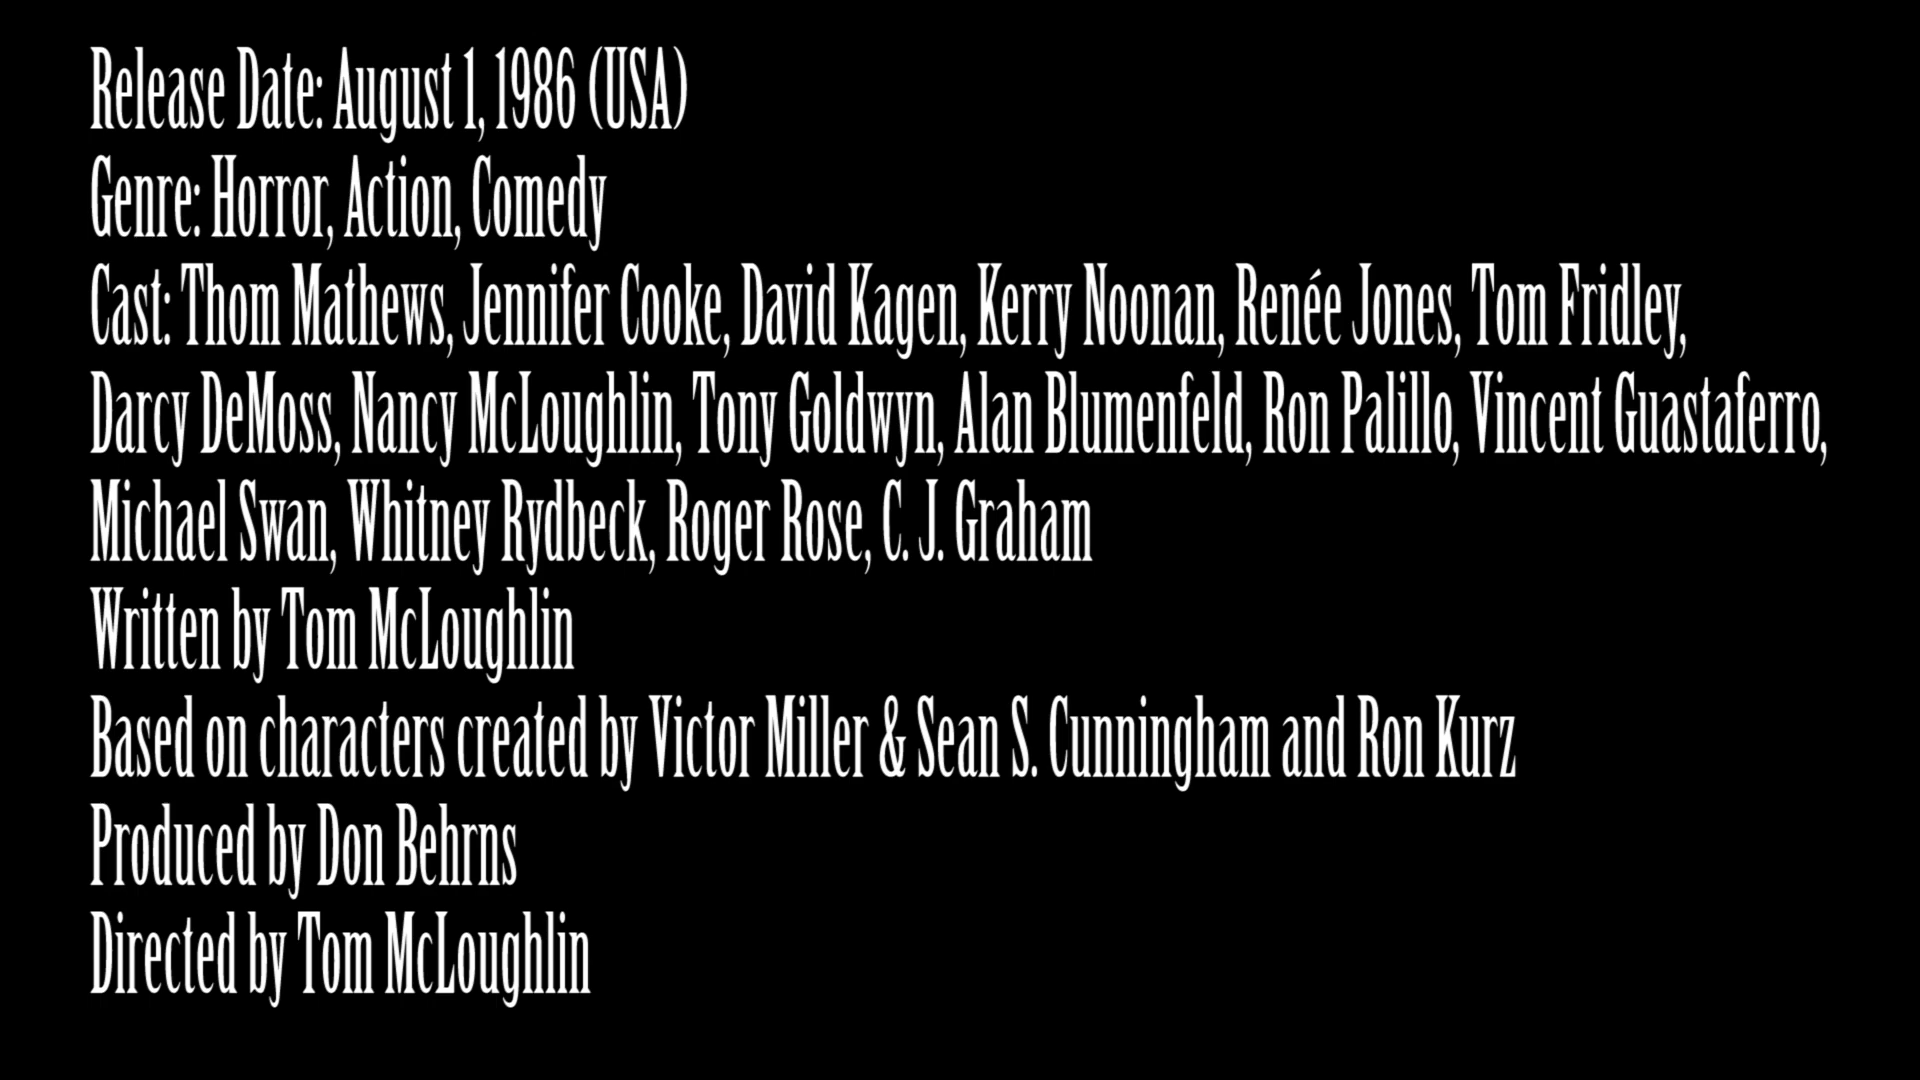 Release Date: August 1, 1986 (USA)
Genre: Horror, Action, Comedy
Cast: Thom Mathews, Jennifer Cooke, David Kagen, Kerry Noonan, Renée Jones, Tom Fridley,
Darcy DeMoss, Nancy McLoughlin, Tony Goldwyn, Alan Blumenfeld, Ron Palillo, Vincent Guastaferro,
Michael Swan, Whitney Rydbeck, Roger Rose, C. J. Graham
Written by Tom McLoughlin
Based on characters created by Victor Miller & Sean S. Cunningham and Ron Kurz
Produced by Don Behrns
Directed by Tom McLoughlin